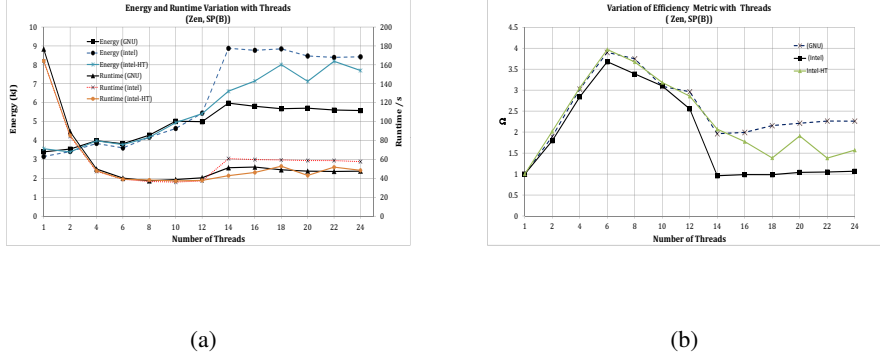 Energy and Runtime Variation with Threads
(Zen, SP(B))
Energy (kJ)
10
9
8
7
6
5
4
3
2
1
0
Energy (GNU)
Energy (intel)
Energy (intel-HT)
Runtime (GNU)
Runtime (intel)
Runtime (intel-HT)
200
180
160
140
120
100
80
60
40
20
0
Runtime / s
1 2 4 6 8 10 12 14 16 18 20 22 24
Number of Threads
(a)
Variation of Efficiency Metric with Threads
( Zen, SP(B))
Ω
4.5
4
3.5
3
2.5
2
1.5
1
0.5
0
(GNU)
(Intel)
Intel-HT
1 2 4 6 8 10 12 14 16 18 20 22 24
Number of Threads
(b)